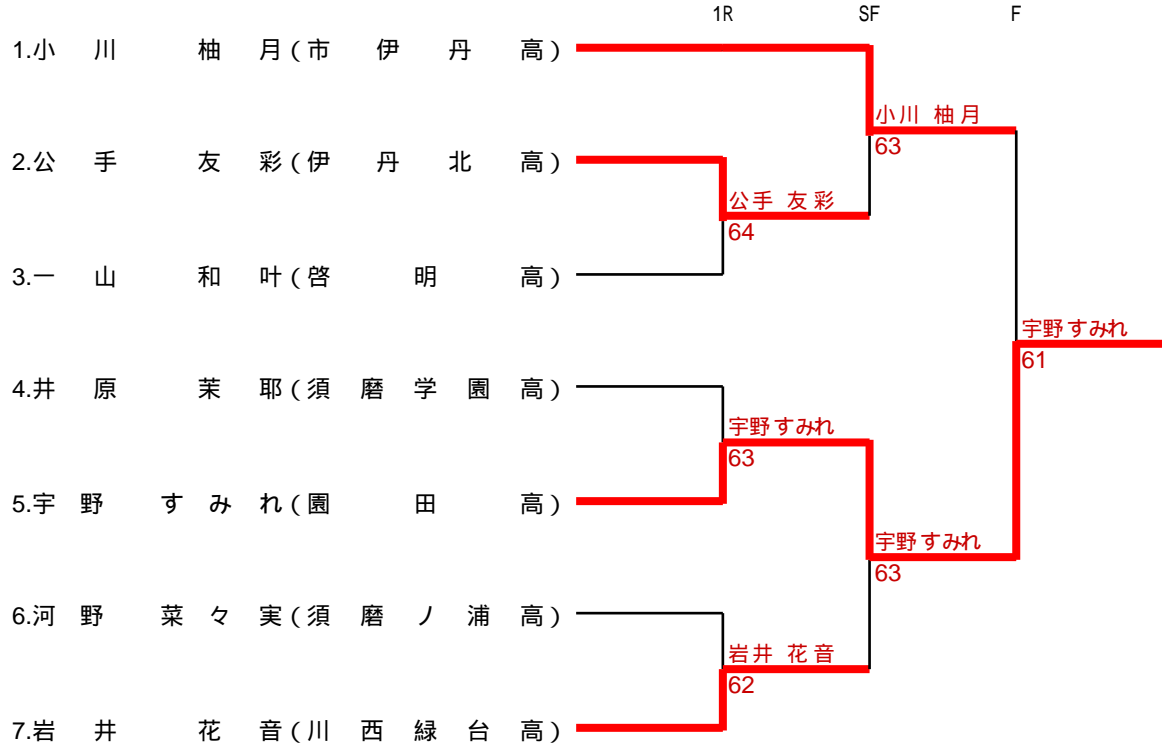 1R SF F
1.小川 柚月(市伊丹高)
小川 柚月
63
2.公手 友彩(伊丹北高)
公手 友彩
64
3.一山 和叶(啓明高)
宇野 すみれ
61
4.井原 茉耶(須磨学園高)
宇野 すみれ
63
5.宇野 すみれ(園田高)
宇野 すみれ
63
6.河野 菜々実(須磨ノ浦高)
岩井 花音
62
7.岩井 花音(川西緑台高)